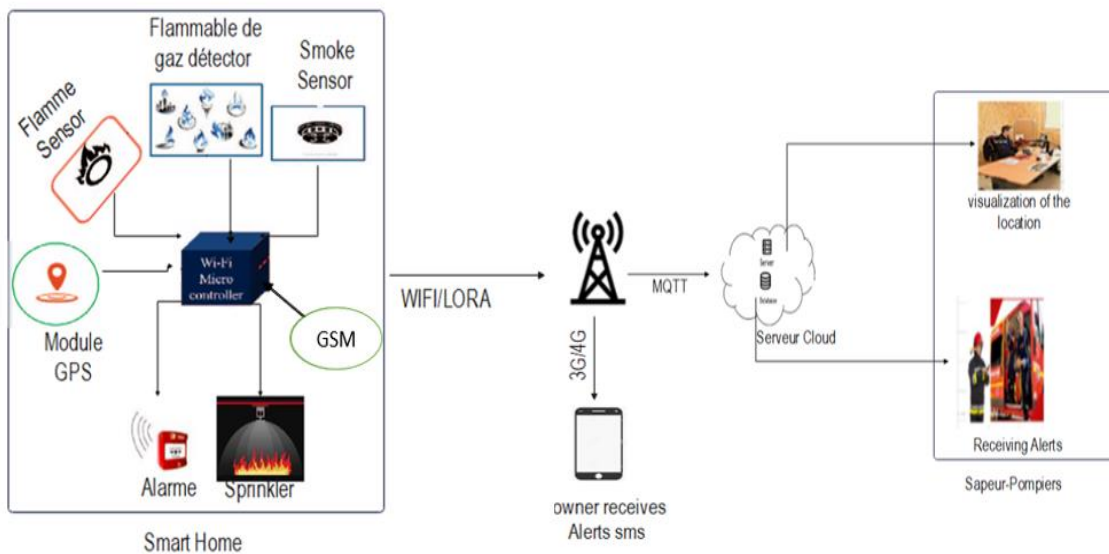 Flammable de
gaz détector
Smoke
Sensor
Flamme
Sensor
Wi-Fi
Micro
controller
Module
GPS
GSM
Alarme
Sprinkler
Smart Home
WIFI/LORA
3G/4G
owner receives
Alerts sms
MQTT
Server
Database
Serveur Cloud
visualization of the
location
Receiving Alerts
Sapeur-Pompiers